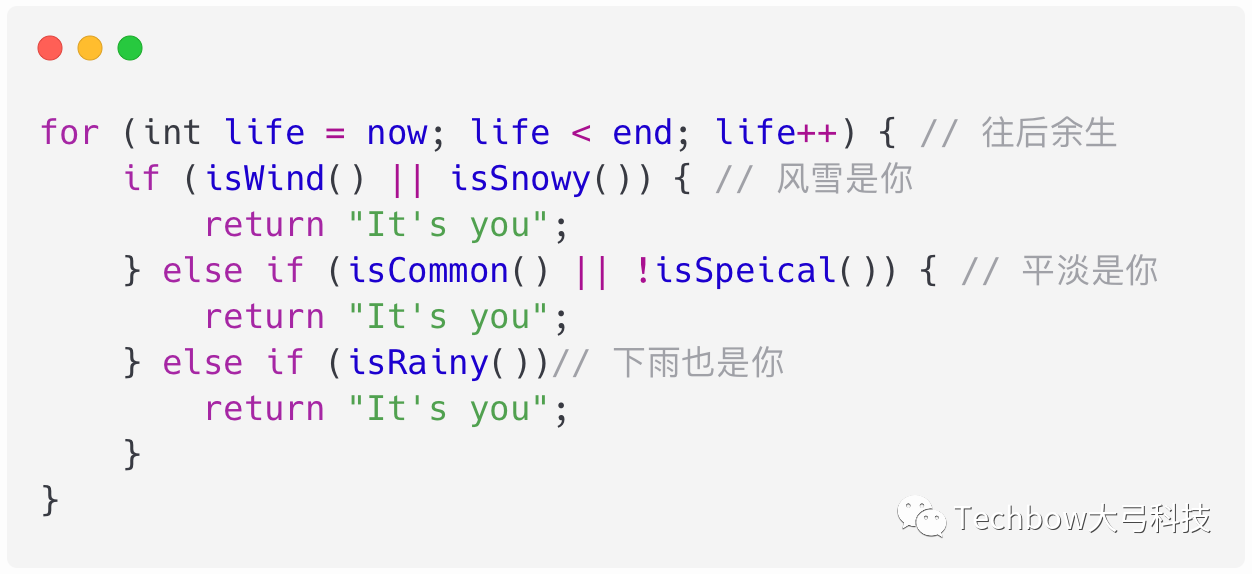 for (int life = now; life < end; life++) { // 往后余生
    if (isWind() || isSnowy()) { // 风雪是你
        return "It's you";
    } else if (isCommon() || !isSpeical()) { // 平淡是你
        return "It's you";
    } else if (isRainy())// 下雨也是你
        return "It's you";
    }
}
Techbow大弓科技